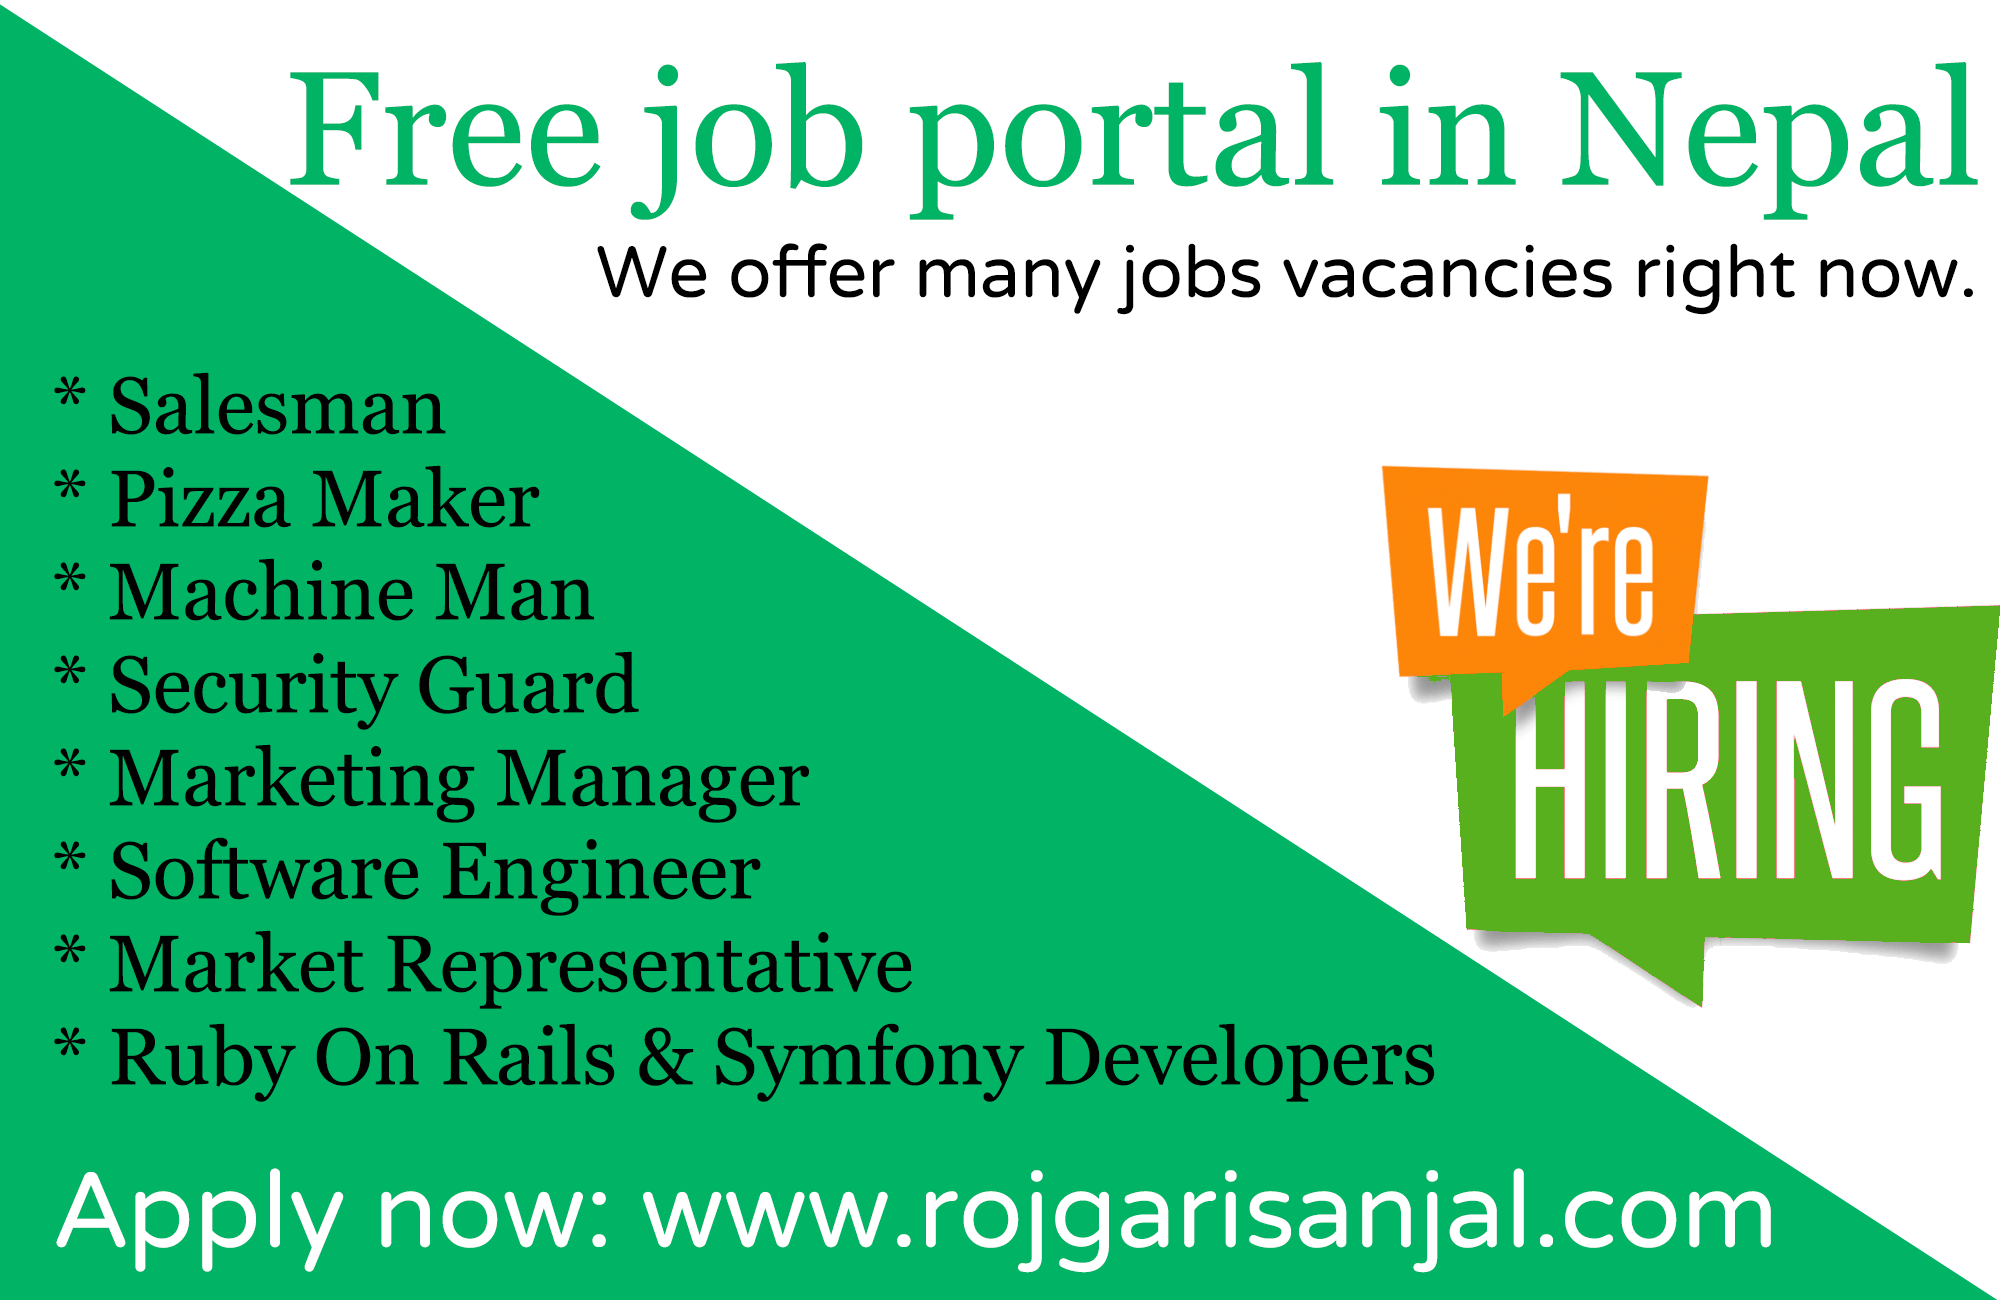 Free job portal in Nepal
We offer many jobs vacancies right now.
* Salesman
* Pizza Maker
* Machine Man
* Security Guard
* Marketing Manager
* Software Engineer
* Market Representative
* Ruby On Rails & Symfony Developers
We're
HIRING
Apply now: www.rojgarisanjal.com